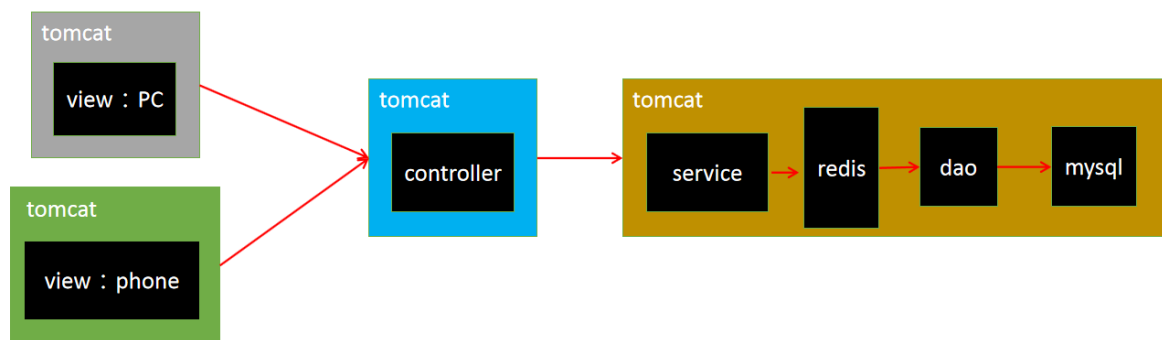 tomcat
view：PC
tomcat
view：phone
tomcat
controller
tomcat
service
redis
dao
mysql